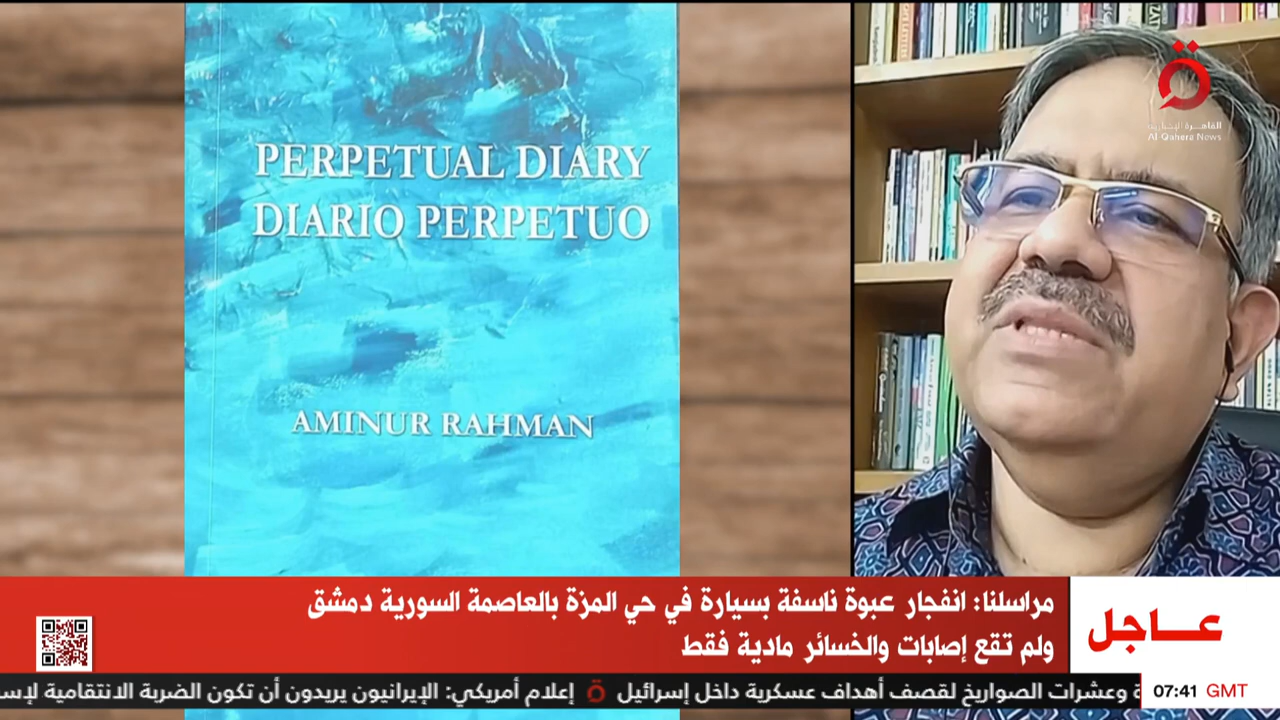 PERPETUAL DIARY
DIARIO PERPETUO
AMINUR RAHMAN
القاهرة الإخبارية
AL-QAHERA NEWS
عاجل
مراسلنا: انفجار عبوة ناسفة بسيارة في حي المزة بالعاصمة السورية دمشق
ولم تقع إصابات والخسائر مادية فقط
ة وعشرات الصواريخ لقصف أهداف عسكرية داخل إسرائيل
إعلام أمريكي: الإيرانيون يريدون أن تكون الضربة الانتقامية لإس
07:41 GMT